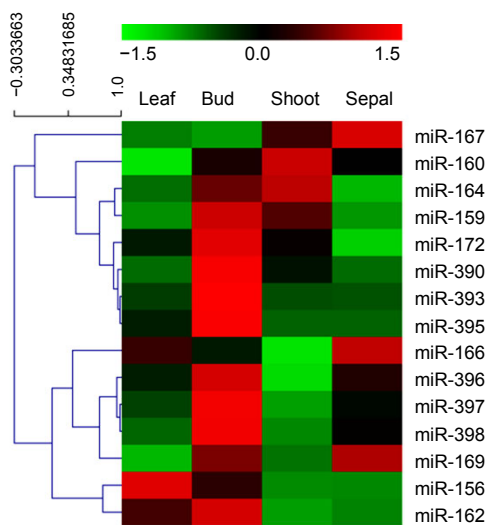 −0.3033663
0.34831685
1.0
−1.5 0.0 1.5
Leaf Bud Shoot Sepal
miR-167
miR-160
miR-164
miR-159
miR-172
miR-390
miR-393
miR-395
miR-166
miR-396
miR-397
miR-398
miR-169
miR-156
miR-162